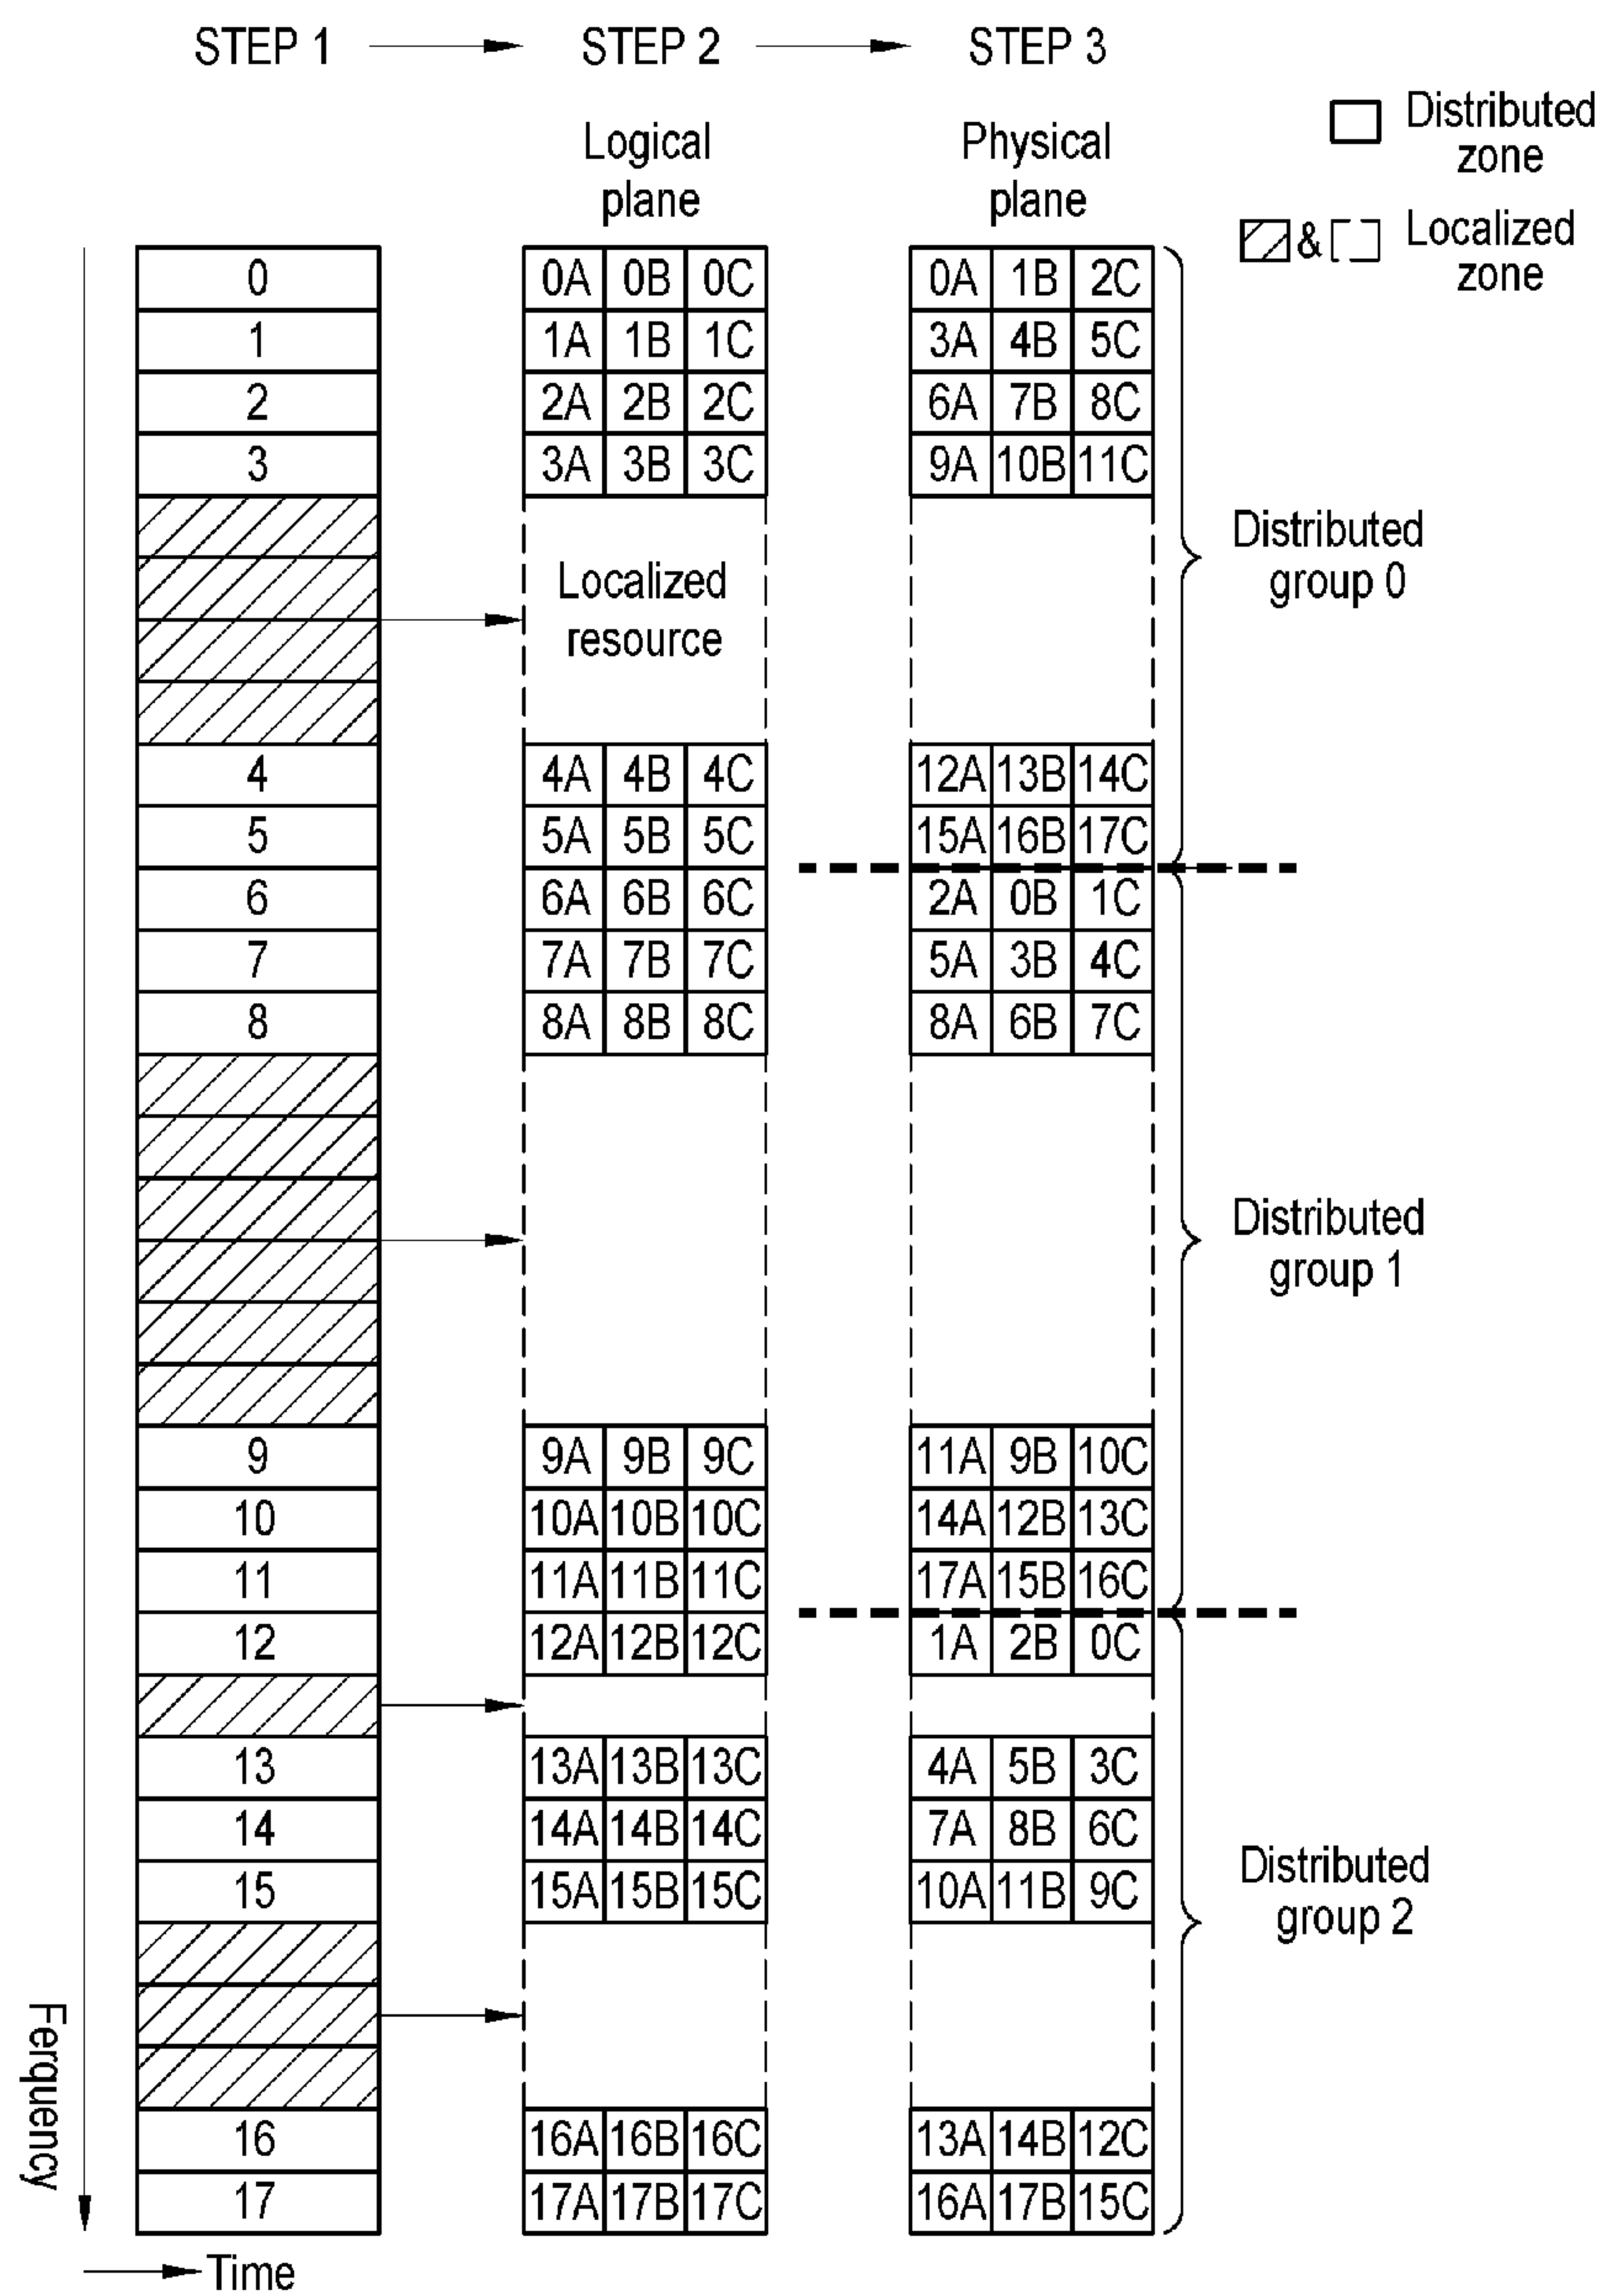 STEP 1 STEP 2 STEP 3
Distributed
zone
& Localized
zone
Logical
plane
Physical
plane
0 0A 0B 0C 0A 1B 2C
1 1A 1B 1C 3A 4B 5C
2 2A 2B 2C 6A 7B 8C
3 3A 3B 3C 9A 10B 11C
Localized
resource
Distributed
group 0
4 4A 4B 4C 12A 13B 14C
5 5A 5B 5C 15A 16B 17C
6 6A 6B 6C 2A 0B 1C
7 7A 7B 7C 5A 3B 4C
8 8A 8B 8C 8A 6B 7C
Distributed
group 1
9 9A 9B 9C 11A 9B 10C
10 10A 10B 10C 14A 12B 13C
11 11A 11B 11C 17A 15B 16C
12 12A 12B 12C 1A 2B 0C
13 13A 13B 13C 4A 5B 3C
14 14A 14B 14C 7A 8B 6C
15 15A 15B 15C 10A 11B 9C
Distributed
group 2
16 16A 16B 16C 13A 14B 12C
17 17A 17B 17C 16A 17B 15C
Ferquency
Time